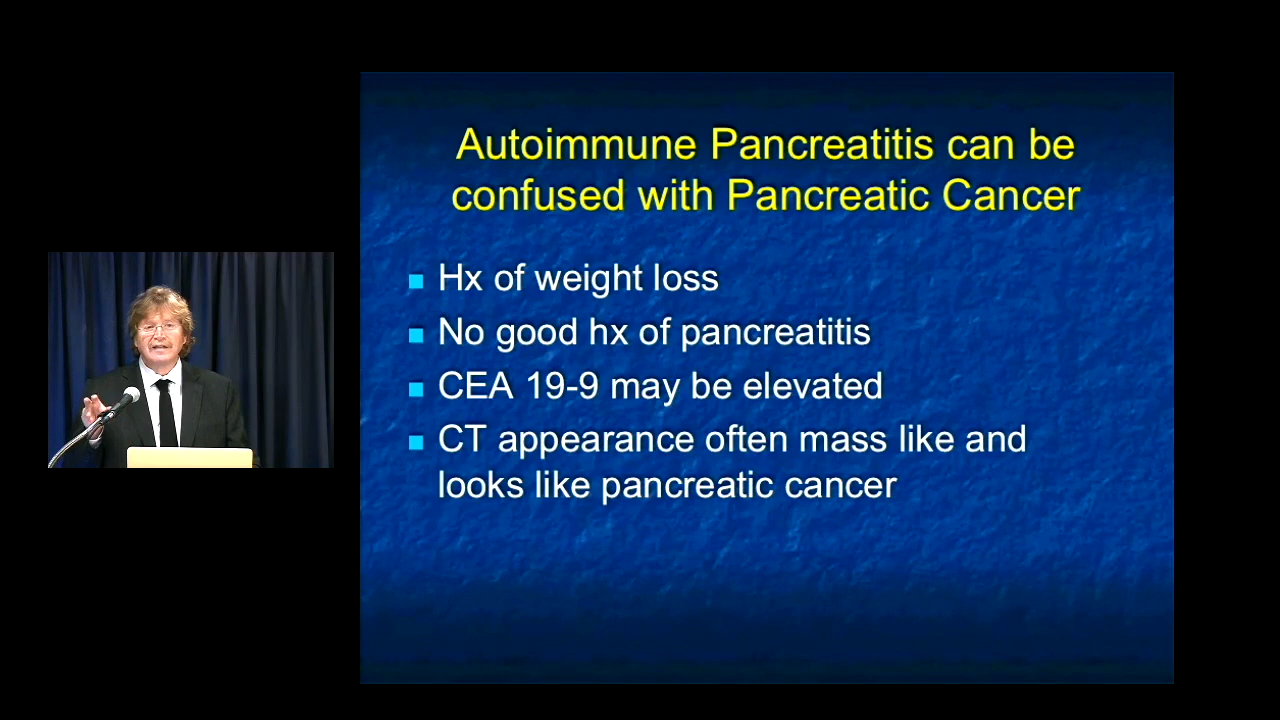 Autoimmune Pancreatitis can be
confused with Pancreatic Cancer
Hx of weight loss
No good hx of pancreatitis
CEA 19-9 may be elevated
CT appearance often mass like and
looks like pancreatic cancer